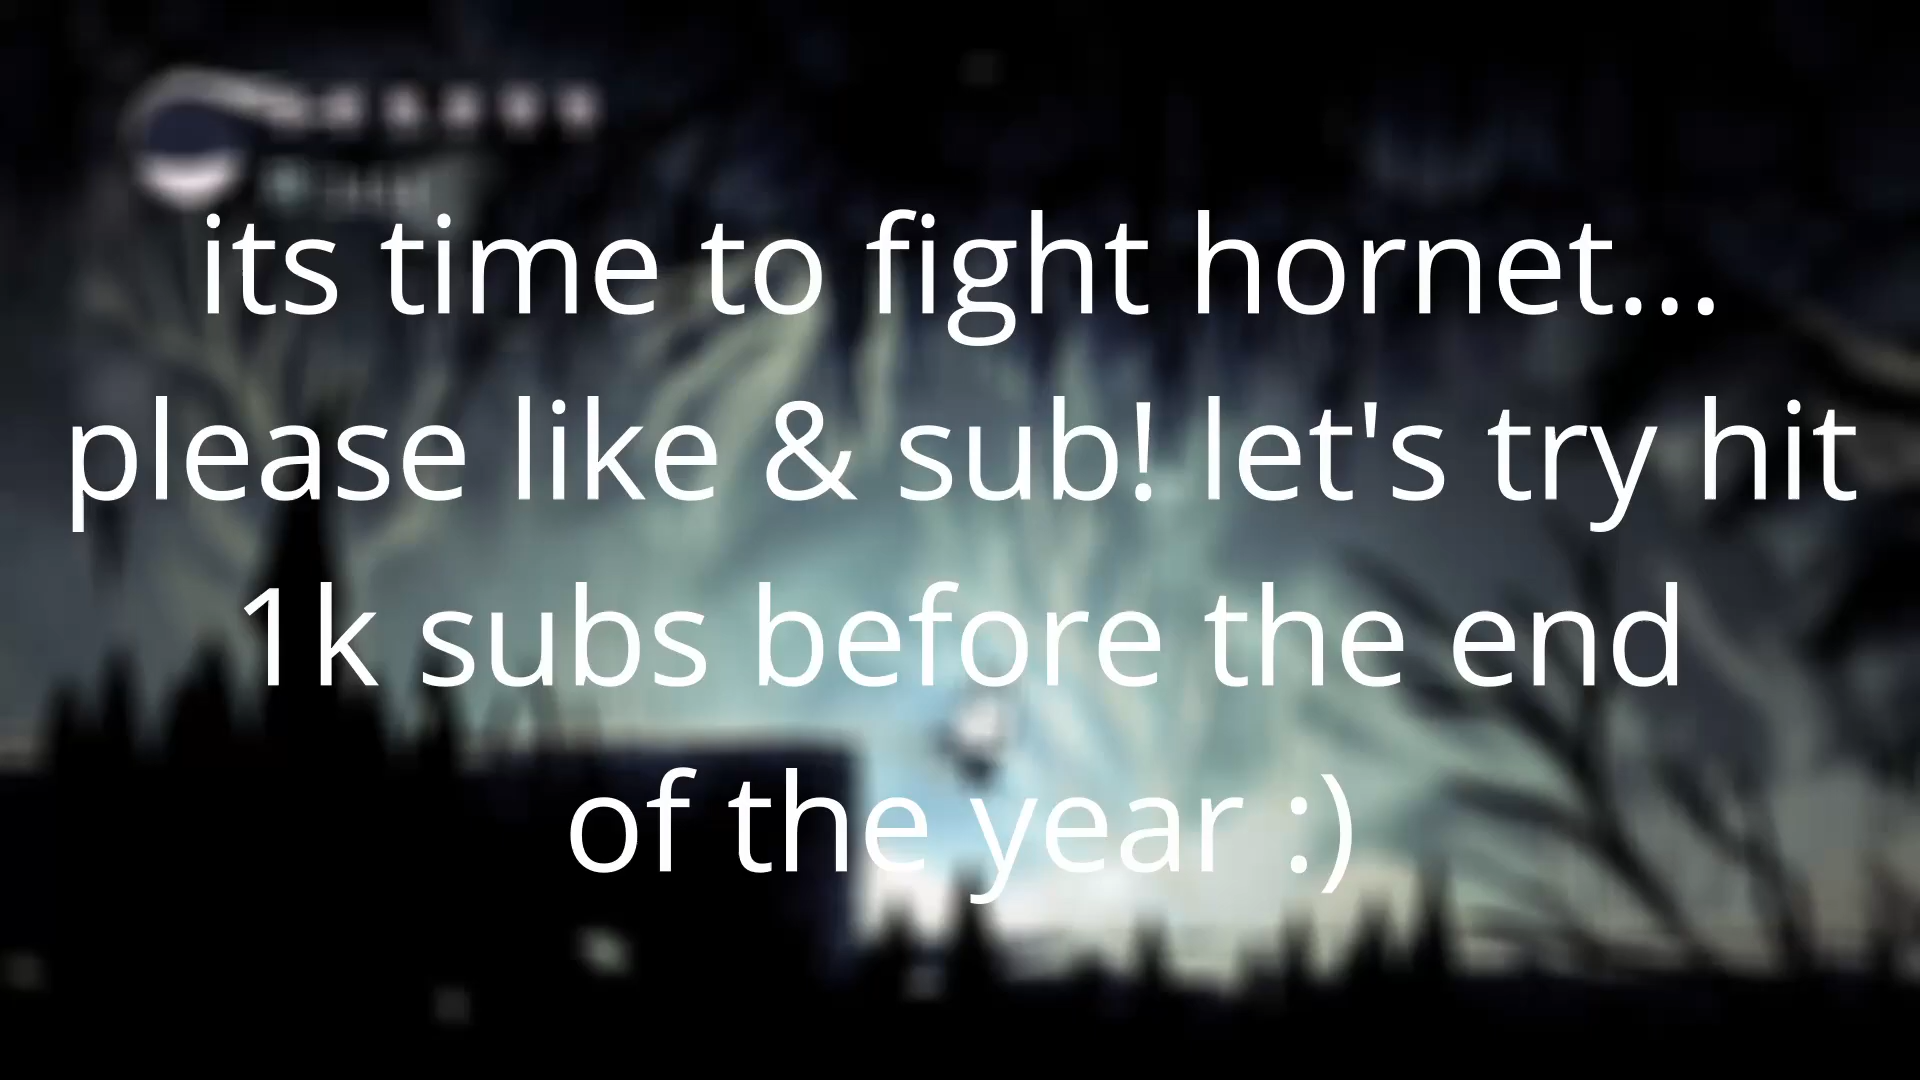 its time to fight hornet...
please like & sub! let's try hit
1k subs before the end
of the year :)